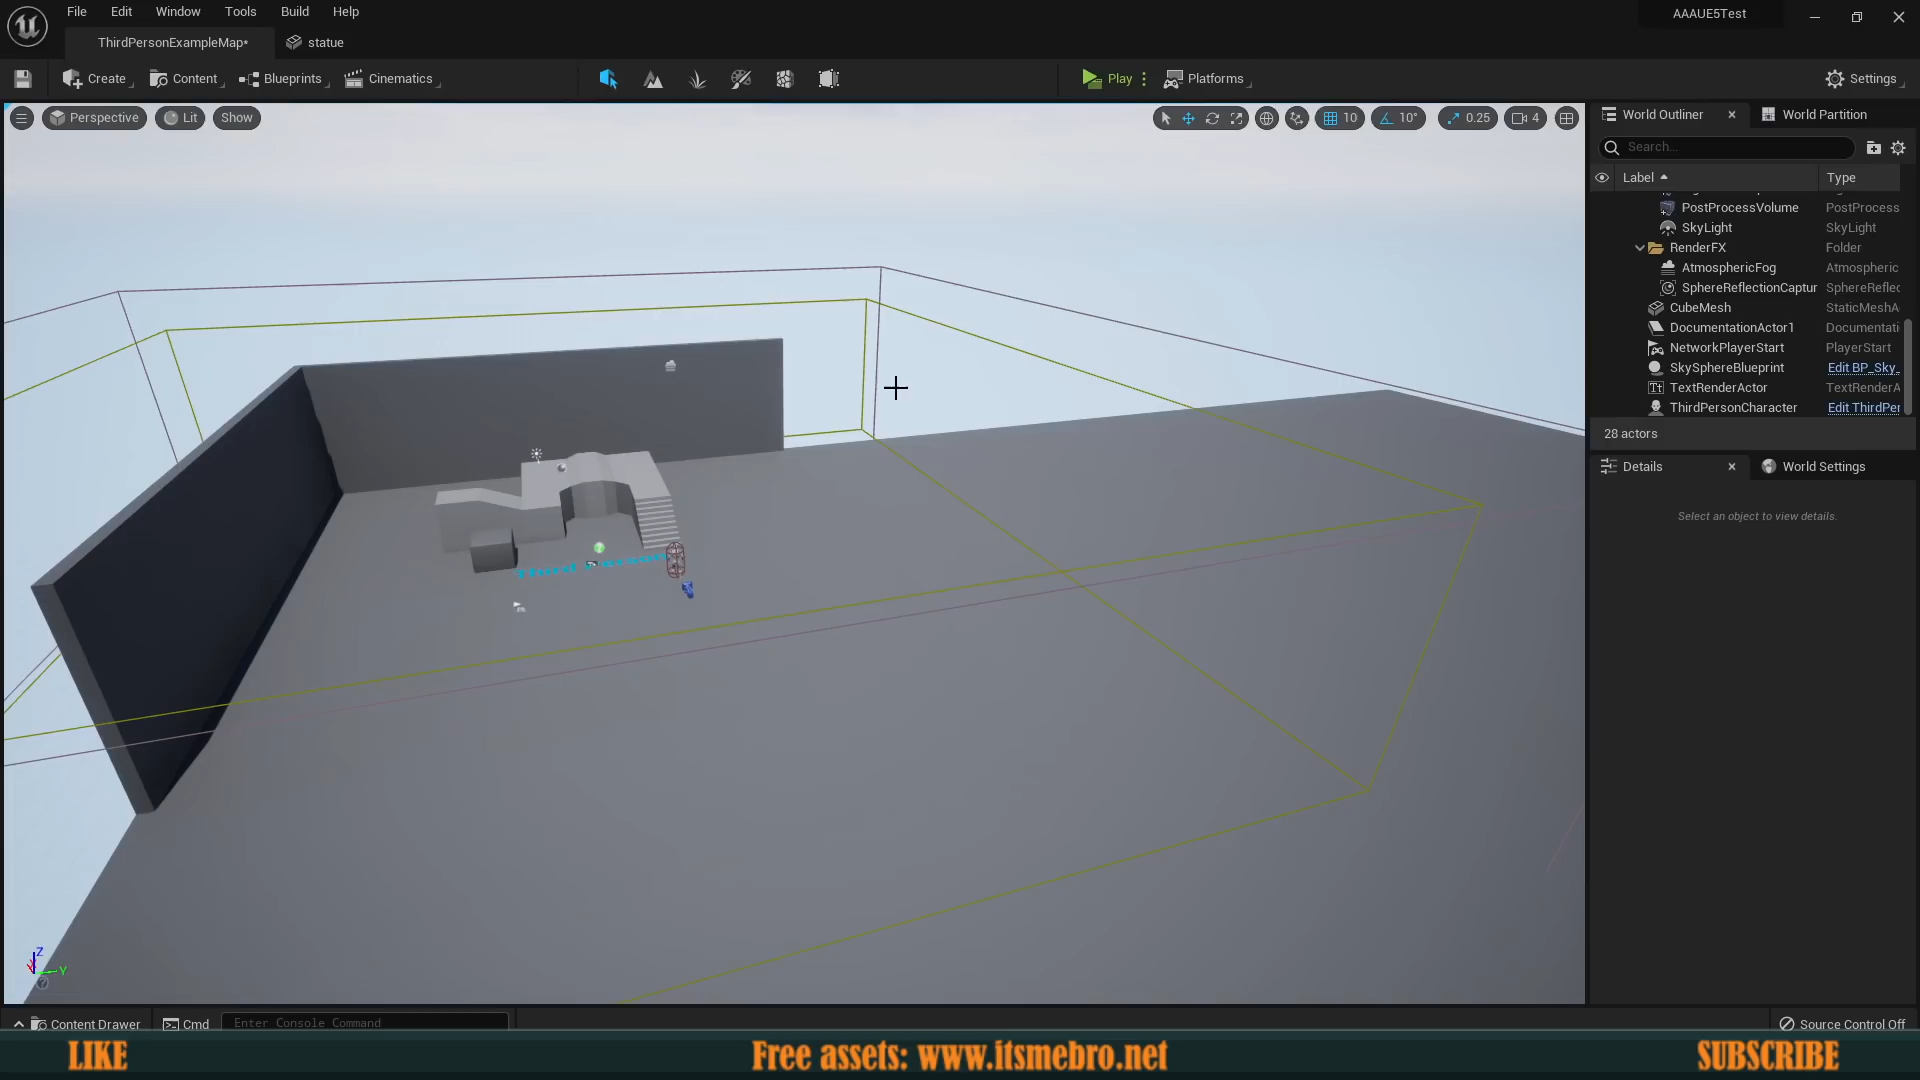 File Edit Window Tools Build Help
AAAUE5Test
ThirdPersonExampleMap*
statue
Create
Content
Blueprints
Cinematics
Play
Platforms
Settings
Perspective
Lit
Show
10
10°
0.25
4
World Outliner
World Partition
Search...
Label
Type
PostProcessVolume PostProcess
SkyLight SkyLight
RenderFX Folder
AtmosphericFog Atmospheric
SphereReflectionCaptur SphereReflec
CubeMesh StaticMeshA
DocumentationActor1 Documentati
NetworkPlayerStart PlayerStart
SkySphereBlueprint Edit BP_Sky_
TextRenderActor TextRenderA
ThirdPersonCharacter Edit ThirdPer
28 actors
Details
World Settings
Select an object to view details.
Z
Y
Content Drawer
Cmd
Enter Console Command
Source Control Off
LIKE
Free assets: www.itsmebro.net
SUBSCRIBE